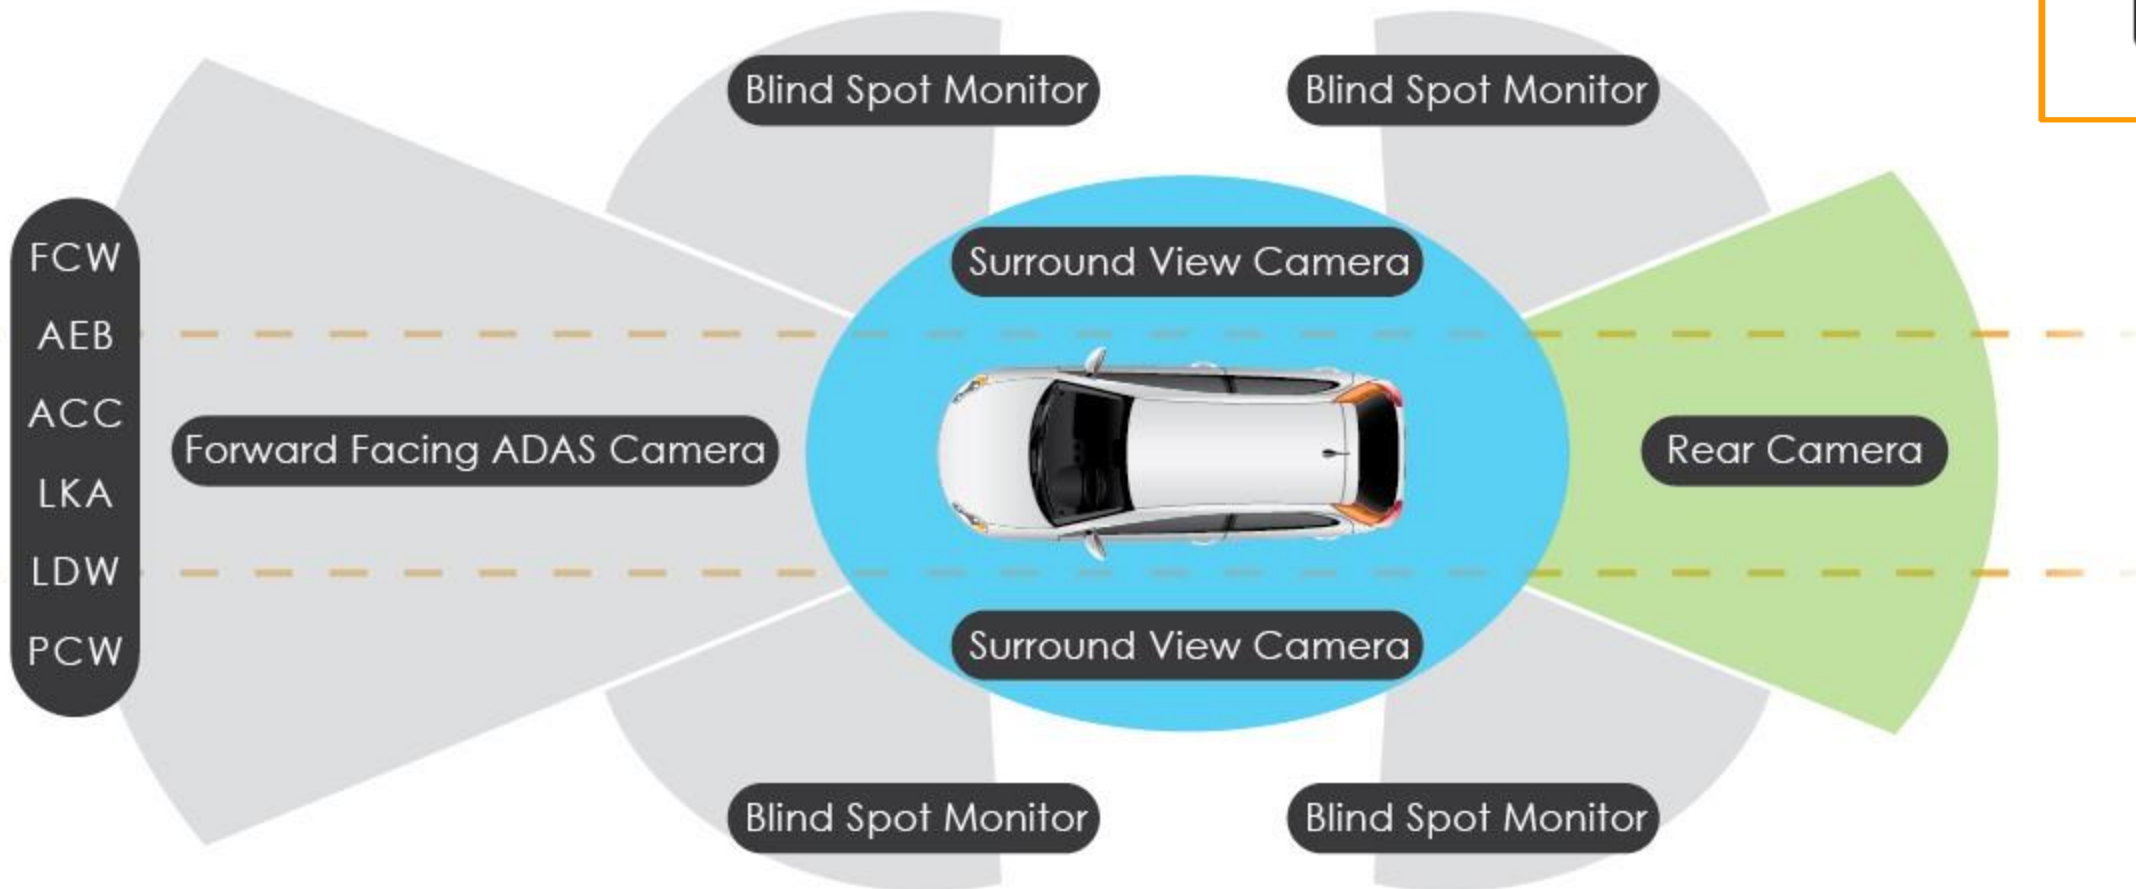 Blind Spot Monitor
Blind Spot Monitor
Surround View Camera
FCW
AEB
ACC
LKA
LDW
PCW
Forward Facing ADAS Camera
Rear Camera
Surround View Camera
Blind Spot Monitor
Blind Spot Monitor